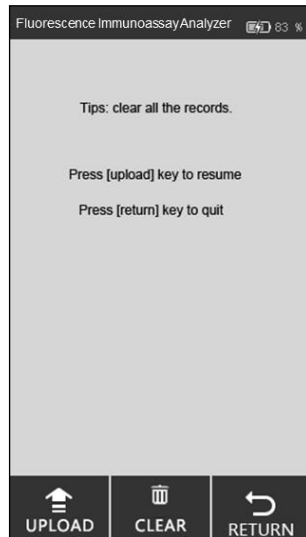 Fluorescence Immunoassay Analyzer 83 %
Tips: clear all the records.
Press [upload] key to resume
Press [return] key to quit
UPLOAD CLEAR RETURN